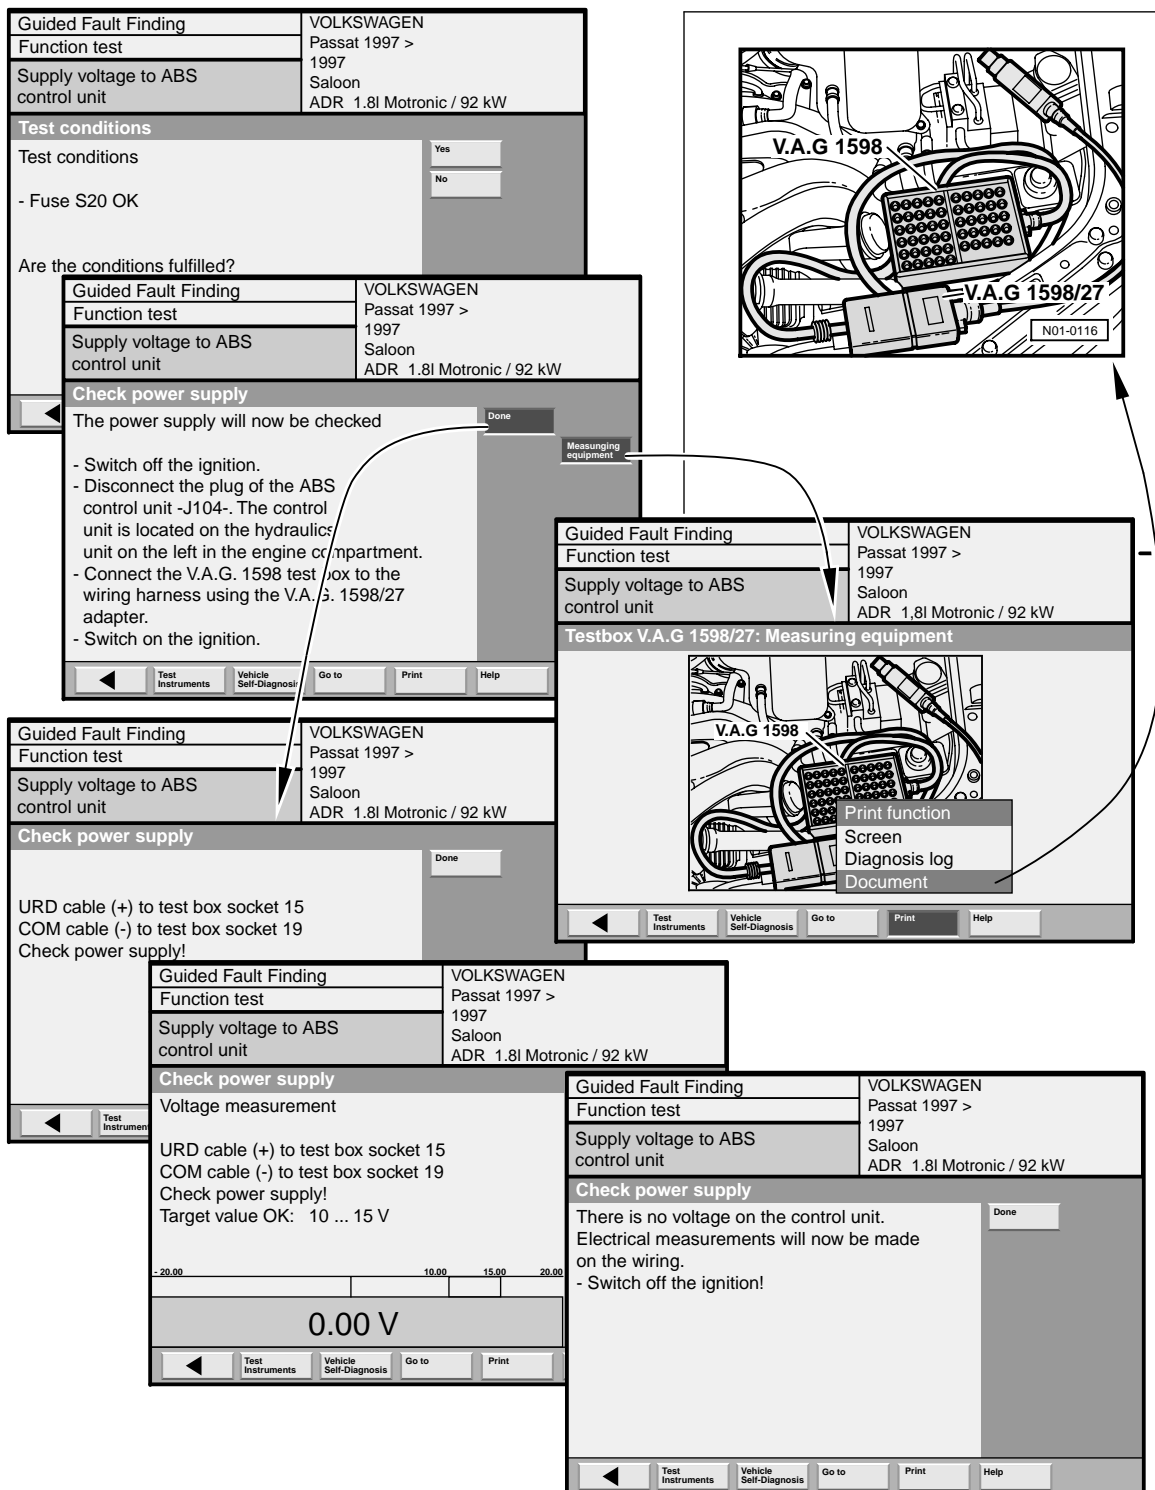 Guided Fault Finding
Function test
Supply voltage to ABS
control unit
VOLKSWAGEN
Passat 1997 >
1997
Saloon
ADR 1.8l Motronic / 92 kW
Test conditions
Test conditions
- Fuse S20 OK
Are the conditions fulfilled?
Yes
No
V.A.G 1598
V.A.G 1598/27
N01-0116
Guided Fault Finding
Function test
Supply voltage to ABS
control unit
VOLKSWAGEN
Passat 1997 >
1997
Saloon
ADR 1.8l Motronic / 92 kW
Check power supply
The power supply will now be checked
- Switch off the ignition.
- Disconnect the plug of the ABS
control unit -J104-. The control
unit is located on the hydraulics
unit on the left in the engine compartment.
- Connect the V.A.G. 1598 test box to the
wiring harness using the V.A.G. 1598/27
adapter.
- Switch on the ignition.
Done
Measunging
equipment
Test
Instruments
Vehicle
Self-Diagnosis
Go to
Print
Help
Guided Fault Finding
Function test
Supply voltage to ABS
control unit
VOLKSWAGEN
Passat 1997 >
1997
Saloon
ADR 1,8l Motronic / 92 kW
Testbox V.A.G 1598/27: Measuring equipment
V.A.G 1598
Print function
Screen
Diagnosis log
Document
Test
Instruments
Vehicle
Self-Diagnosis
Go to
Print
Help
Guided Fault Finding
Function test
Supply voltage to ABS
control unit
VOLKSWAGEN
Passat 1997 >
1997
Saloon
ADR 1.8l Motronic / 92 kW
Check power supply
URD cable (+) to test box socket 15
COM cable (-) to test box socket 19
Check power supply!
Done
Test
Instrumen
Guided Fault Finding
Function test
Supply voltage to ABS
control unit
VOLKSWAGEN
Passat 1997 >
1997
Saloon
ADR 1.8l Motronic / 92 kW
Check power supply
Voltage measurement
URD cable (+) to test box socket 15
COM cable (-) to test box socket 19
Check power supply!
Target value OK: 10 ... 15 V
- 20.00 10.00 15.00 20.00
0.00 V
Test
Instruments
Vehicle
Self-Diagnosis
Go to
Print
Guided Fault Finding
Function test
Supply voltage to ABS
control unit
VOLKSWAGEN
Passat 1997 >
1997
Saloon
ADR 1.8l Motronic / 92 kW
Check power supply
There is no voltage on the control unit.
Electrical measurements will now be made
on the wiring.
- Switch off the ignition!
Done
Test
Instruments
Vehicle
Self-Diagnosis
Go to
Print
Help